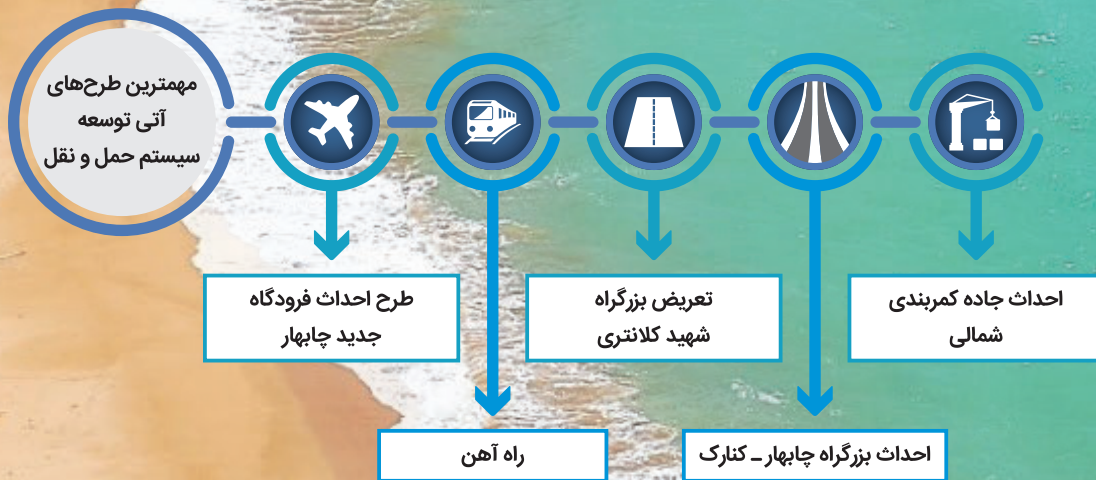 مهمترین طرح‌های
آتی توسعه
سیستم حمل و نقل
طرح احداث فرودگاه
جدید چابهار
راه آهن
تعریض بزرگراه
شهید کلانتری
احداث بزرگراه چابهار ـ کنارک
احداث جاده کمربندی
شمالی